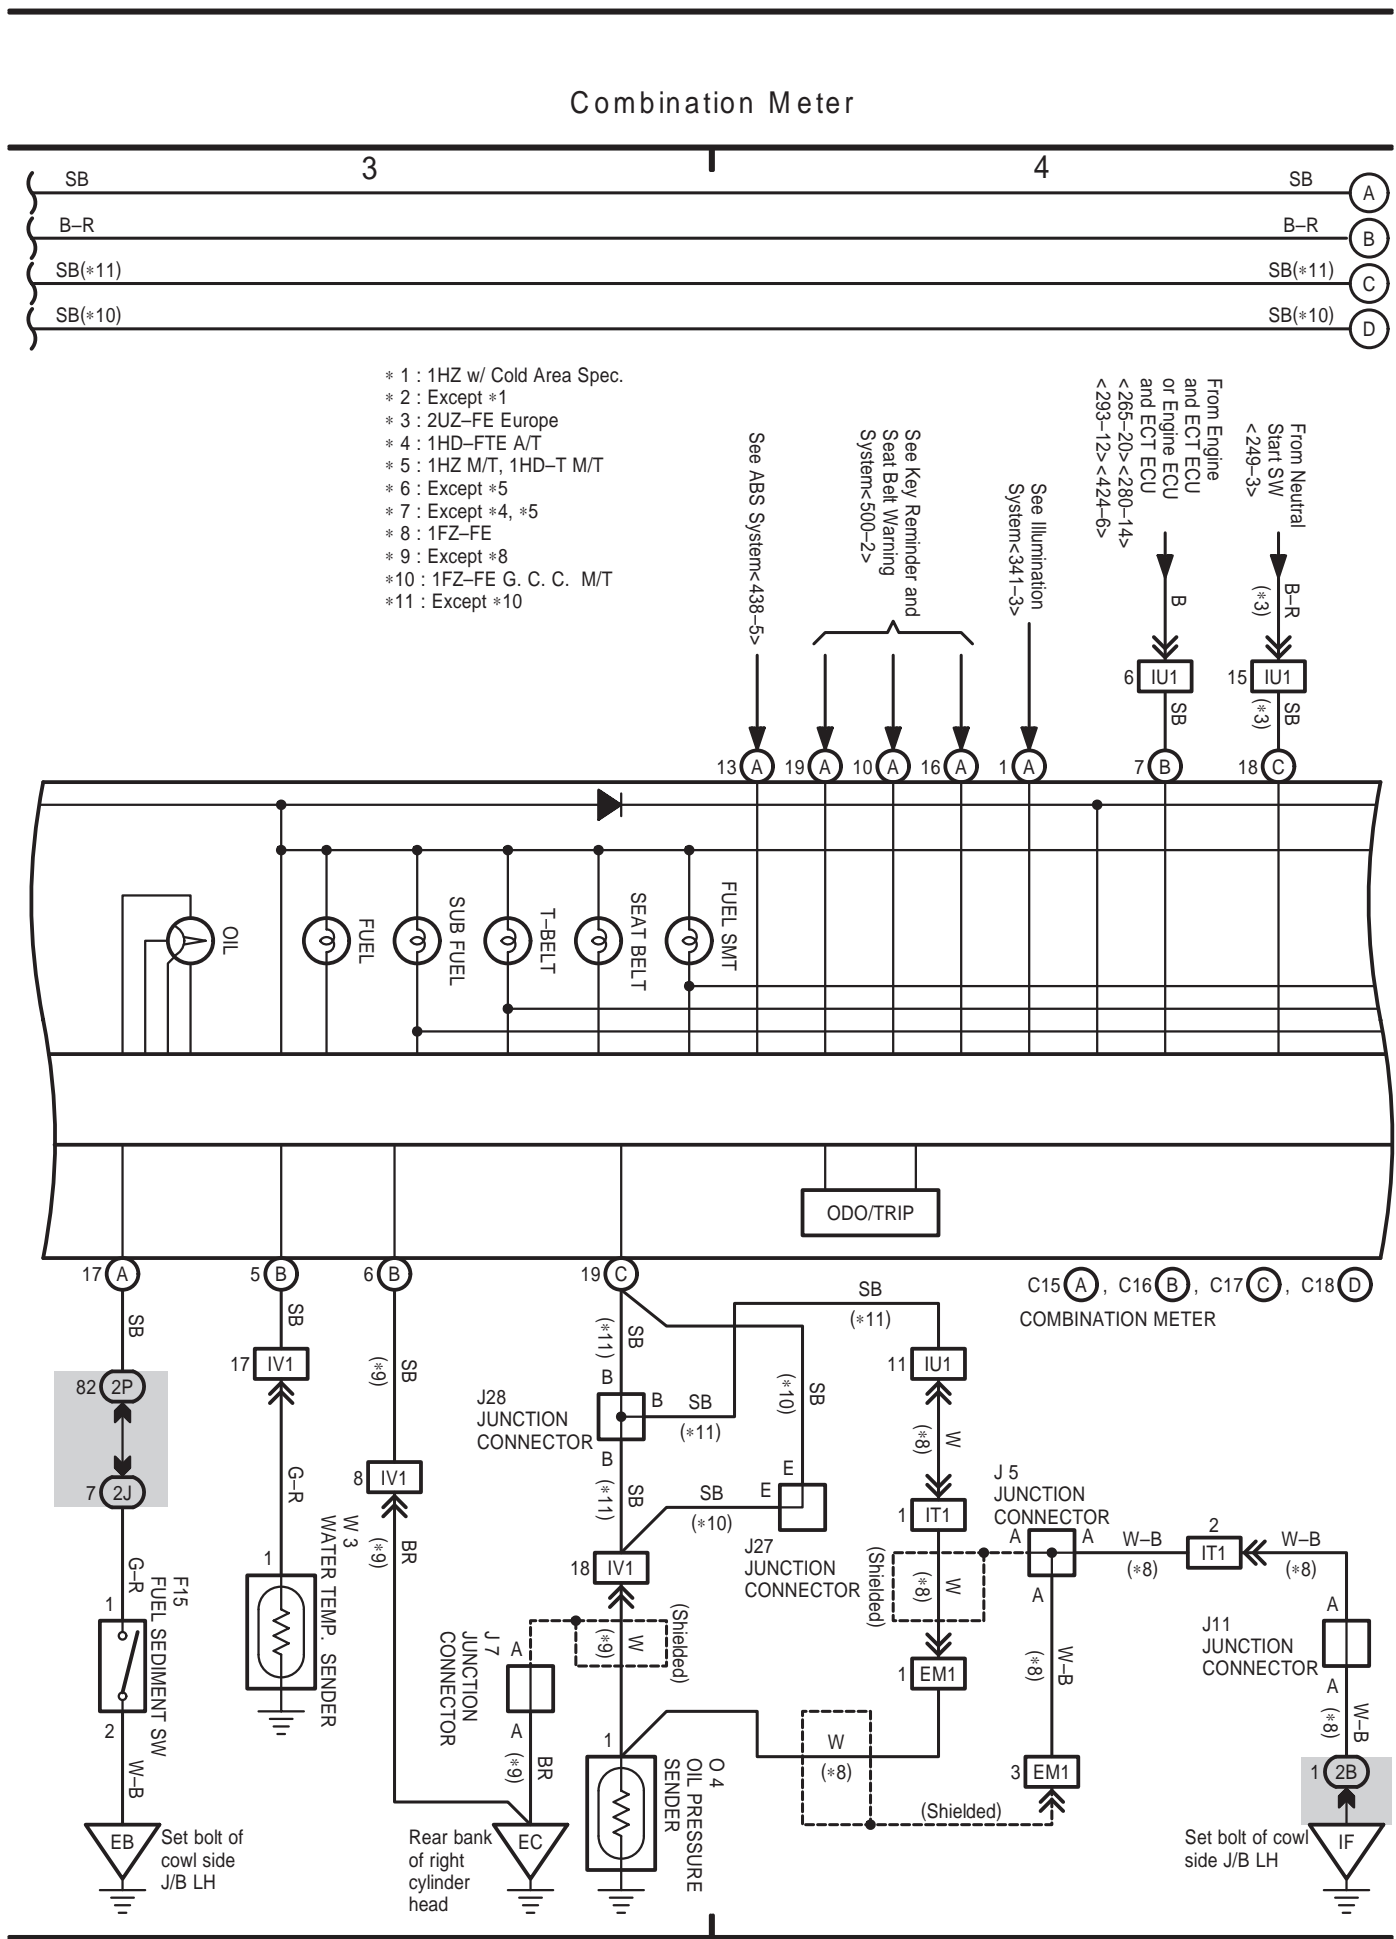 Combination Meter
3
4
SB
SB
A
B–R
B–R
B
SB(*11)
SB(*11)
C
SB(*10)
SB(*10)
D
* 1 : 1HZ w/ Cold Area Spec.
* 2 : Except *1
* 3 : 2UZ–FE Europe
* 4 : 1HD–FTE A/T
* 5 : 1HZ M/T, 1HD–T M/T
* 6 : Except *5
* 7 : Except *4, *5
* 8 : 1FZ–FE
* 9 : Except *8
*10 : 1FZ–FE G. C. C. M/T
*11 : Except *10
See ABS System<438–5>
See Key Reminder and
Seat Belt Warning
System<500–2>
See Illumination
System<341–3>
From Engine
and ECT ECU
or Engine ECU
and ECT ECU
<265–20><280–14>
<293–12><424–6>
From Neutral
Start SW
<249–3>
B
B–R
(*3)
6
IU1
15
IU1
SB
SB
(*3)
13
A
19
A
10
A
16
A
1
A
7
B
18
C
OIL
FUEL
SUB FUEL
T–BELT
SEAT BELT
FUEL SMT
ODO/TRIP
17
A
5
B
6
B
19
C
C15
A
, C16
B
, C17
C
, C18
D
COMBINATION METER
SB
82
2P
7
2J
G–R
1
F15
FUEL SEDIMENT SW
2
W–B
EB
Set bolt of
cowl side
J/B LH
SB
17
IV1
G–R
W 3
WATER TEMP. SENDER
1
SB
(*9)
8
IV1
BR
(*9)
SB
(*11)
B
J28
JUNCTION
CONNECTOR
B
SB
(*11)
B
SB
(*11)
SB
(*11)
SB
(*10)
E
E
SB
(*10)
J27
JUNCTION
CONNECTOR
18
IV1
W
(*9)
(Shielded)
J 7
JUNCTION
CONNECTOR
A
A
BR
(*9)
EC
Rear bank
of right
cylinder
head
1
O 4
OIL PRESSURE
SENDER
11
IU1
W
(*8)
1
IT1
W
(*8)
(Shielded)
1
EM1
W
(*8)
(Shielded)
J 5
JUNCTION
CONNECTOR
A
A
A
W–B
(*8)
3
EM1
W–B
(*8)
2
IT1
W–B
(*8)
A
J11
JUNCTION
CONNECTOR
A
W–B
(*8)
1
2B
IF
Set bolt of cowl
side J/B LH